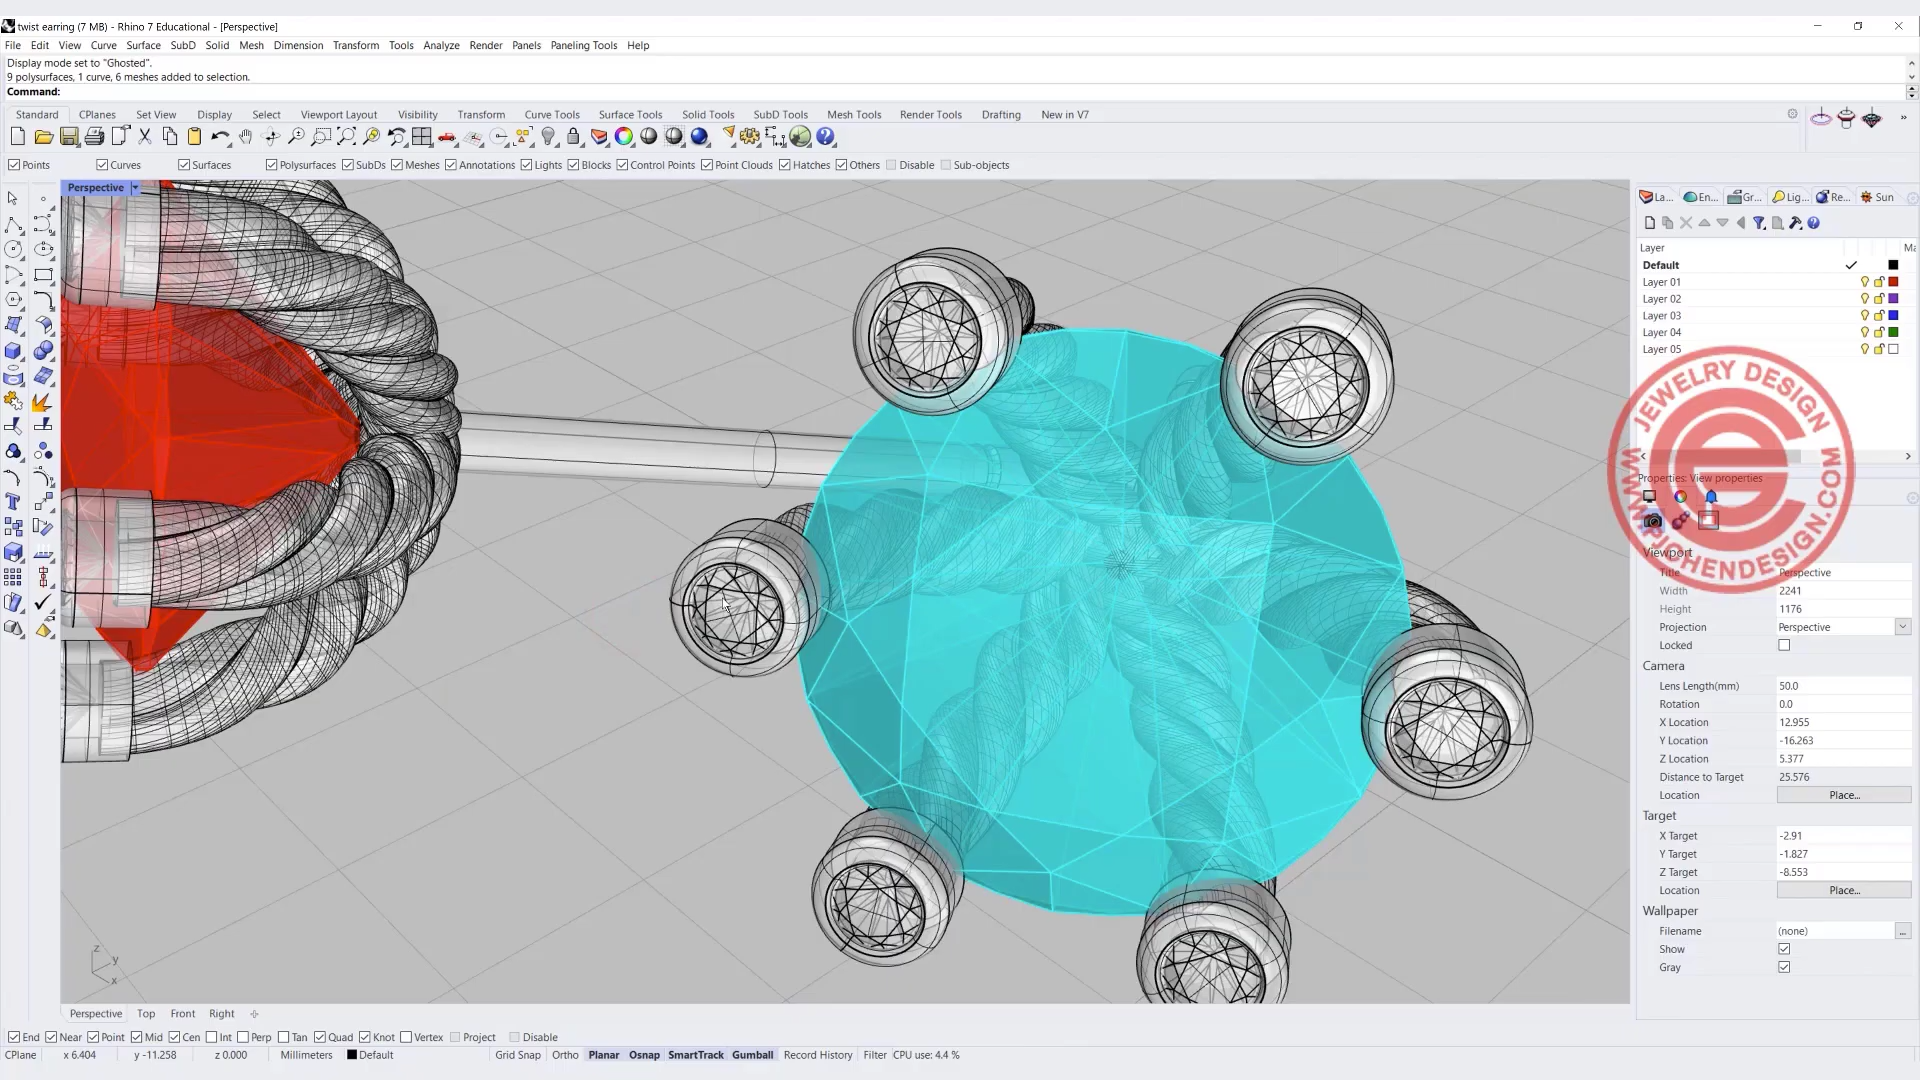 twist earring (7 MB) - Rhino 7 Educational - [Perspective]
File Edit View Curve Surface SubD Solid Mesh Dimension Transform Tools Analyze Render Panels Paneling Tools Help
Display mode set to "Ghosted".
9 polysurfaces, 1 curve, 6 meshes added to selection.
Command:
Standard CPlanes Set View Display Select Viewport Layout Visibility Transform Curve Tools Surface Tools Solid Tools SubD Tools Mesh Tools Render Tools Drafting New in V7
Points Curves Surfaces Polysurfaces SubDs Meshes Annotations Lights Blocks Control Points Point Clouds Hatches Others Disable Sub-objects
Perspective
La... En... Gr... Lig... Re... Sun
Layer Ma
Default
Layer 01
Layer 02
Layer 03
Layer 04
Layer 05
JEWELRY DESIGN
WWW.PJCHENDESIGN.COM
Properties: View properties
Viewport
Title Perspective
Width 2241
Height 1176
Projection Perspective
Locked
Camera
Lens Length(mm) 50.0
Rotation 0.0
X Location 12.955
Y Location -16.263
Z Location 5.377
Distance to Target 25.576
Location Place...
Target
X Target -2.91
Y Target -1.827
Z Target -8.553
Location Place...
Wallpaper
Filename (none) ...
Show
Gray
z
y
x
Perspective Top Front Right
End Near Point Mid Cen Int Perp Tan Quad Knot Vertex Project Disable
CPlane x 6.404 y -11.258 z 0.000 Millimeters Default Grid Snap Ortho Planar Osnap SmartTrack Gumball Record History Filter CPU use: 4.4 %